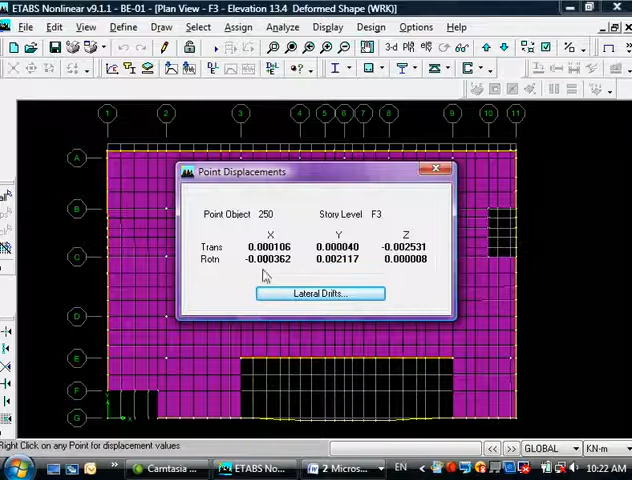 ETABS Nonlinear v9.1.1 - BE-01 - [Plan View - F3 - Elevation 13.4 Deformed Shape (WRK)]
File Edit View Define Draw Select Assign Analyze Display Design Options Help
3-d
1 2 3 4 5 6 7 8 9 10 11
A
B
C
D
E
F
G
Point Displacements
Point Object 250 Story Level F3
X Y Z
Trans 0.000106 0.000040 -0.002531
Rotn -0.000362 0.002117 0.000008
Lateral Drifts...
Right Click on any Point for displacement values
GLOBAL KN-m
Camtasia ETABS No... 2 Micros... EN 10:22 AM